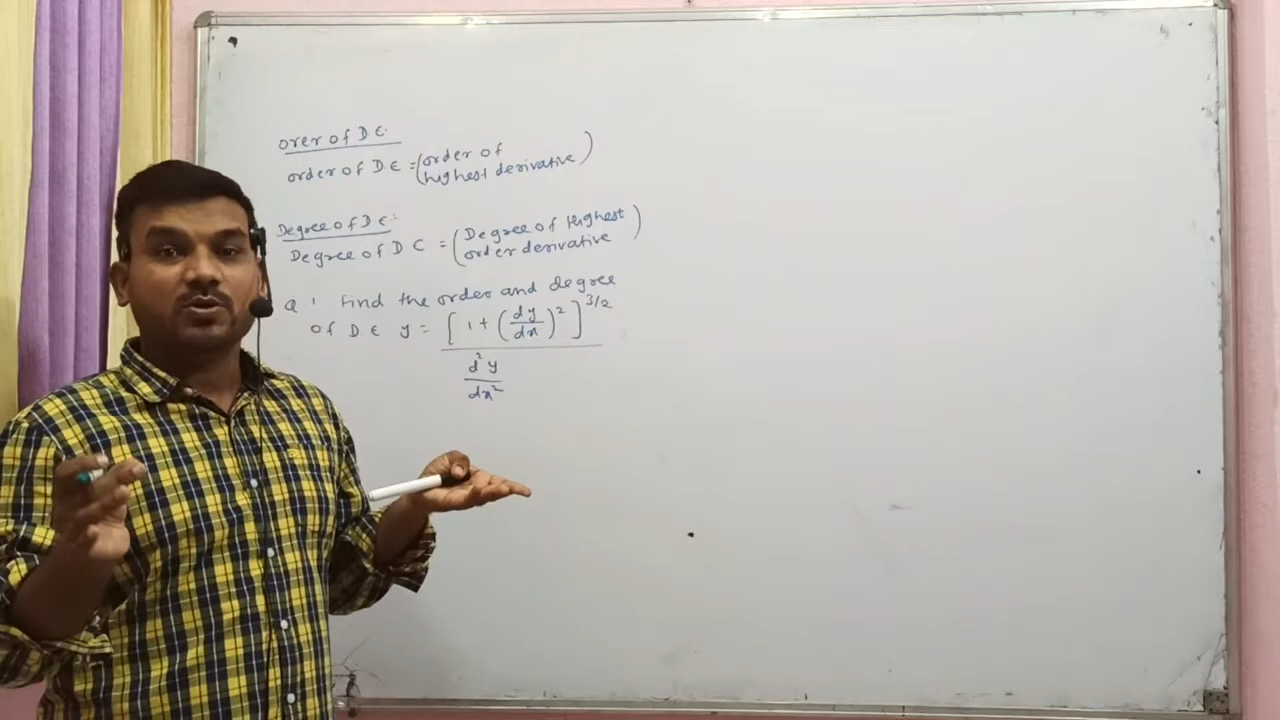 orer of D.E:
order of D.E = (order of
highest derivative)
Degree of D E:
Degree of D E = (Degree of Highest
order derivative)
Q 1 Find the order and degree
of D E y = [1+(dy/dx)²]^3/2
d²y
dx²